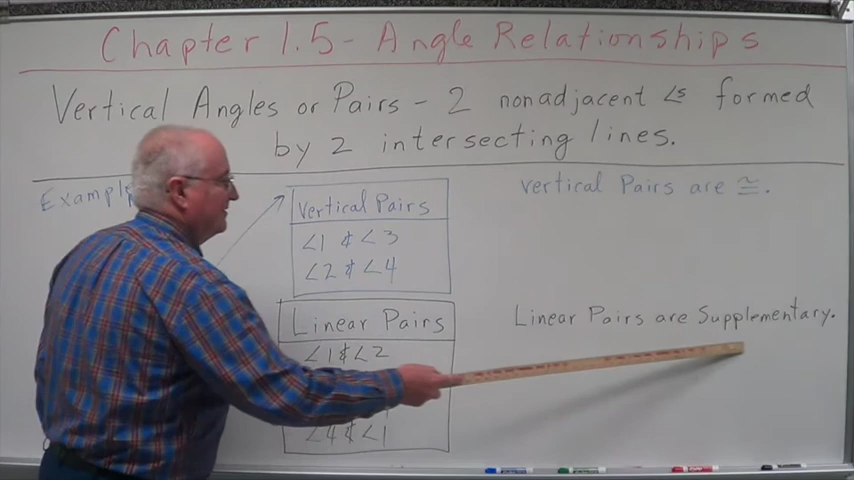 Chapter 1.5 - Angle Relationships
Vertical Angles or Pairs - 2 nonadjacent ∠s formed
by 2 intersecting lines.
Vertical Pairs
∠1 & ∠3
∠2 & ∠4
vertical Pairs are ≅.
Linear Pairs
∠1 & ∠2
∠4 & ∠1
Linear Pairs are Supplementary.